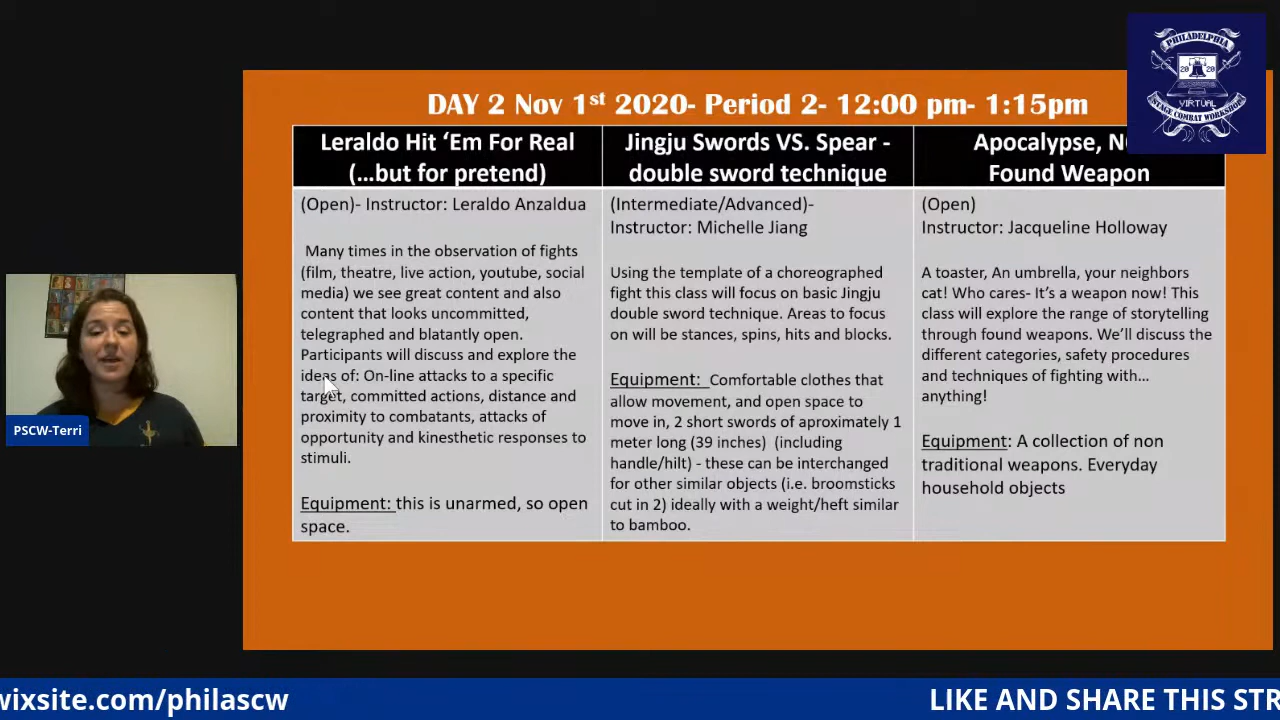 PHILADELPHIA
20 20
VIRTUAL
STAGE COMBAT WORKSHOP
DAY 2 Nov 1st 2020- Period 2- 12:00 pm- 1:15pm
Leraldo Hit ‘Em For Real
(...but for pretend)
(Open)- Instructor: Leraldo Anzaldua
Many times in the observation of fights
(film, theatre, live action, youtube, social
media) we see great content and also
content that looks uncommitted,
telegraphed and blatantly open.
Participants will discuss and explore the
ideas of: On-line attacks to a specific
target, committed actions, distance and
proximity to combatants, attacks of
opportunity and kinesthetic responses to
stimuli.
Equipment: this is unarmed, so open
space.
Jingju Swords VS. Spear -
double sword technique
(Intermediate/Advanced)-
Instructor: Michelle Jiang
Using the template of a choreographed
fight this class will focus on basic Jingju
double sword technique. Areas to focus
on will be stances, spins, hits and blocks.
Equipment: Comfortable clothes that
allow movement, and open space to
move in, 2 short swords of aproximately 1
meter long (39 inches) (including
handle/hilt) - these can be interchanged
for other similar objects (i.e. broomsticks
cut in 2) ideally with a weight/heft similar
to bamboo.
Apocalypse,
Found Weapon
(Open)
Instructor: Jacqueline Holloway
A toaster, An umbrella, your neighbors
cat! Who cares- It’s a weapon now! This
class will explore the range of storytelling
through found weapons. We’ll discuss the
different categories, safety procedures
and techniques of fighting with...
anything!
Equipment: A collection of non
traditional weapons. Everyday
household objects
PSCW-Terri
wixsite.com/philascw
LIKE AND SHARE THIS STR